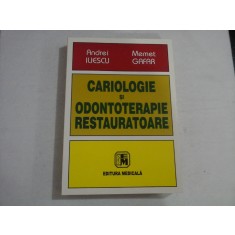 Andrei Memet
ILIESCU GAFAR
CARIOLOGIE
și
ODONTOTERAPIE
RESTAURATOARE
EDITURA MEDICALĂ